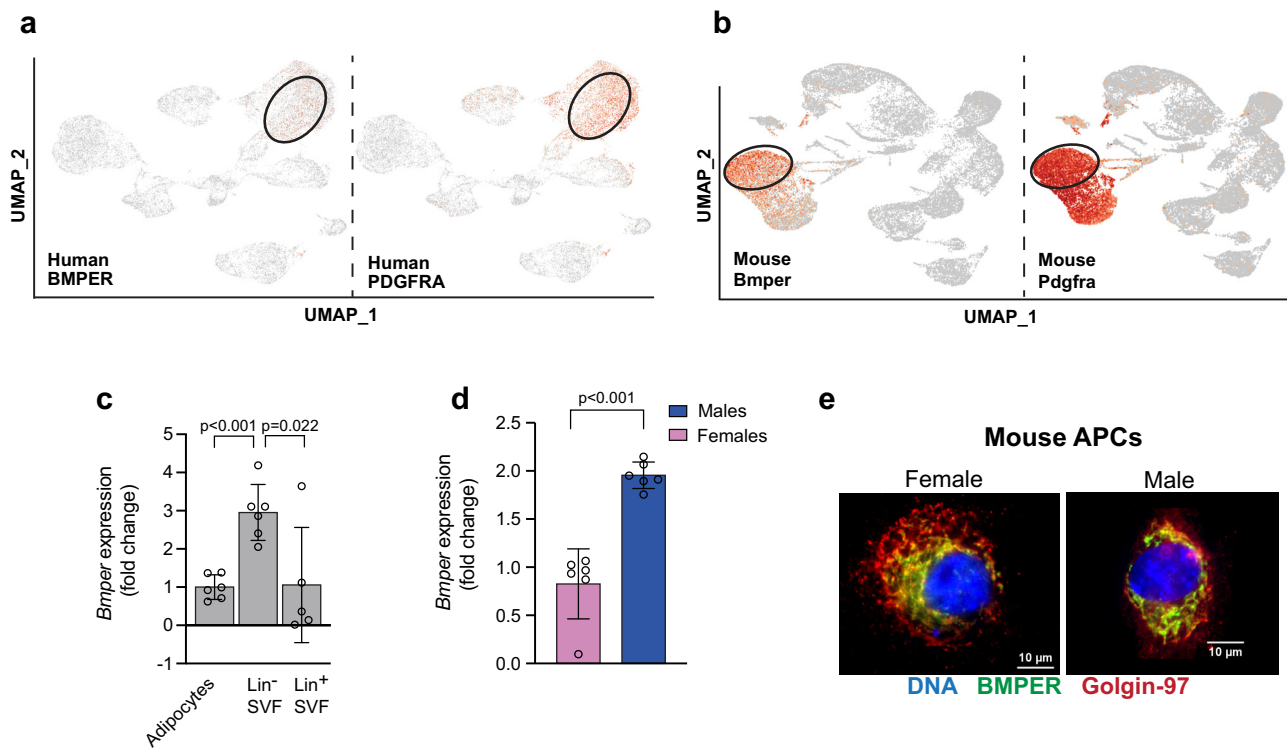 a
UMAP_2
Human
BMPER
Human
PDGFRA
UMAP_1
b
UMAP_2
Mouse
Bmper
Mouse
Pdgfra
UMAP_1
c
p<0.001
p=0.022
Bmper expression
(fold change)
5
4
3
2
1
0
-1
Adipocytes
Lin-
SVF
Lin+
SVF
d
p<0.001
Males
Females
Bmper expression
(fold change)
2.5
2.0
1.5
1.0
0.5
0.0
e
Mouse APCs
Female
Male
10 µm
10 µm
DNA BMPER Golgin-97